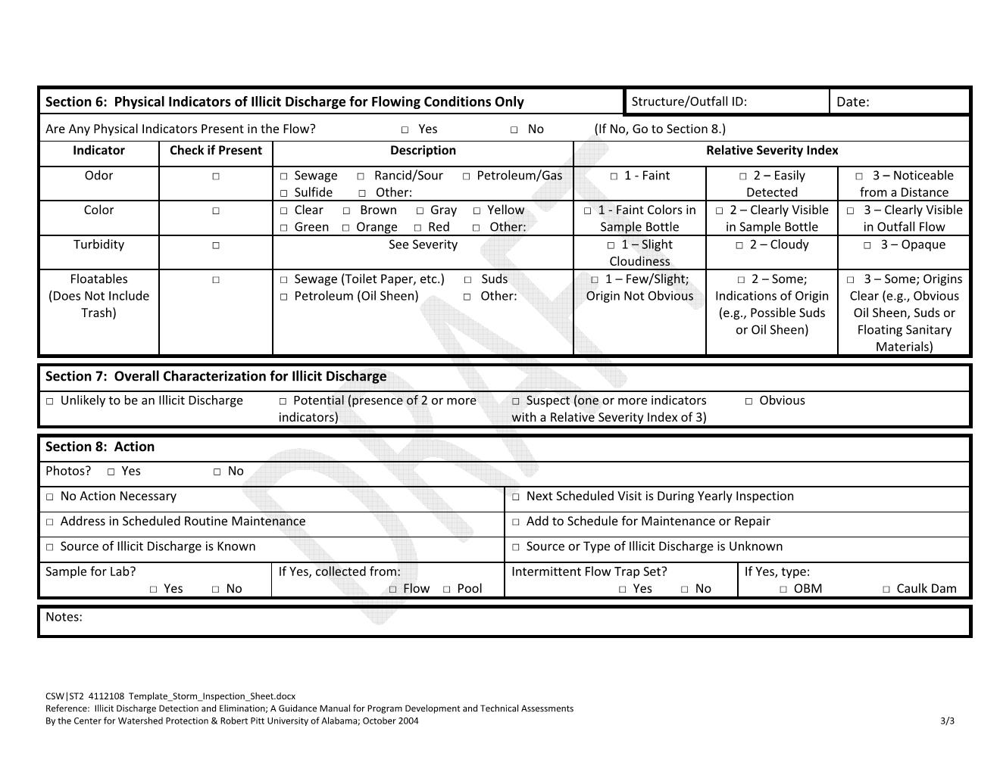 Section 6:  Physical Indicators of Illicit Discharge for Flowing Conditions Only Structure/Outfall ID: Date:
Are Any Physical Indicators Present in the Flow? □ Yes □ No (If No, Go to Section 8.)
Indicator Check if Present Description Relative Severity Index
Odor □ □ Sewage □ Rancid/Sour □ Petroleum/Gas □ 1 - Faint □ 2 – Easily □ 3 – Noticeable
□ Sulfide □ Other: Detected from a Distance
Color □ □ Clear □ Brown □ Gray □ Yellow □ 1 - Faint Colors in □ 2 – Clearly Visible □ 3 – Clearly Visible
□ Green □ Orange □ Red □ Other: Sample Bottle in Sample Bottle in Outfall Flow
Turbidity □ See Severity □ 1 – Slight □ 2 – Cloudy □ 3 – Opaque
Cloudiness
Floatables □ □ Sewage (Toilet Paper, etc.) □ Suds □ 1 – Few/Slight; □ 2 – Some; □ 3 – Some; Origins
(Does Not Include □ Petroleum (Oil Sheen) □ Other: Origin Not Obvious Indications of Origin Clear (e.g., Obvious
Trash) (e.g., Possible Suds Oil Sheen, Suds or
or Oil Sheen) Floating Sanitary
Materials)
Section 7:  Overall Characterization for Illicit Discharge
□ Unlikely to be an Illicit Discharge □ Potential (presence of 2 or more □ Suspect (one or more indicators □ Obvious
indicators) with a Relative Severity Index of 3)
Section 8:  Action
Photos? □ Yes □ No
□ No Action Necessary □ Next Scheduled Visit is During Yearly Inspection
□ Address in Scheduled Routine Maintenance □ Add to Schedule for Maintenance or Repair
□ Source of Illicit Discharge is Known □ Source or Type of Illicit Discharge is Unknown
Sample for Lab? If Yes, collected from: Intermittent Flow Trap Set? If Yes, type:
□ Yes □ No □ Flow □ Pool □ Yes □ No □ OBM □ Caulk Dam
Notes:
DRAFT
CSW|ST2  4112108  Template_Storm_Inspection_Sheet.docx
Reference:  Illicit Discharge Detection and Elimination; A Guidance Manual for Program Development and Technical Assessments
By the Center for Watershed Protection & Robert Pitt University of Alabama; October 2004 3/3